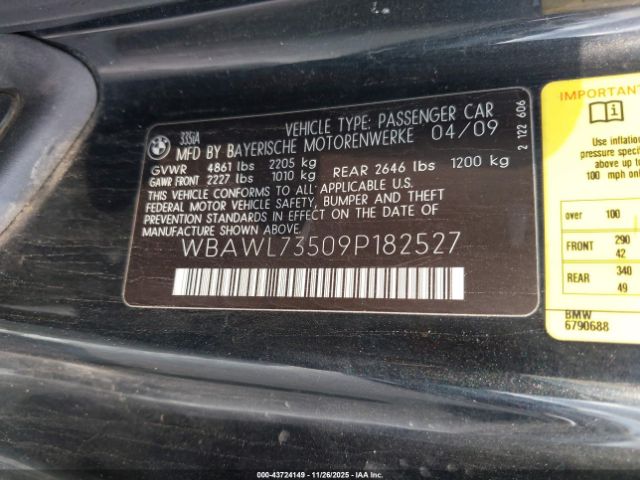 BMW
335iA
VEHICLE TYPE: PASSENGER CAR
MFD BY BAYERISCHE MOTORENWERKE 04/09
GVWR 4861 lbs 2205 kg
GAWR FRONT 2227 lbs 1010 kg REAR 2646 lbs 1200 kg
THIS VEHICLE CONFORMS TO ALL APPLICABLE U.S.
FEDERAL MOTOR VEHICLE SAFETY, BUMPER AND THEFT
PREVENTION STANDARDS IN EFFECT ON THE DATE OF
MANUFACTURE SHOWN ABOVE.
WBAWL73509P182527
2 122 606
IMPORTANT
i
Use inflation
pressure specif
above also
100 mph onl
over 100
FRONT 290
42
REAR 340
49
BMW
6790688
000-43724149 11/26/2025 IAA Inc.